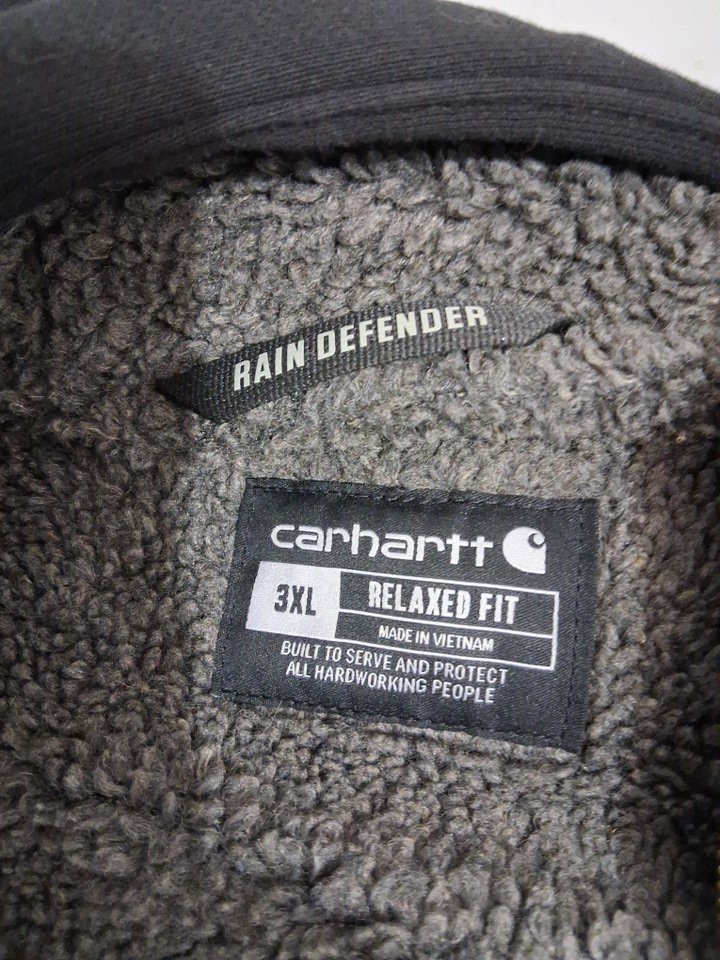 RAIN DEFENDER
carhartt
3XL
RELAXED FIT
MADE IN VIETNAM
BUILT TO SERVE AND PROTECT
ALL HARDWORKING PEOPLE